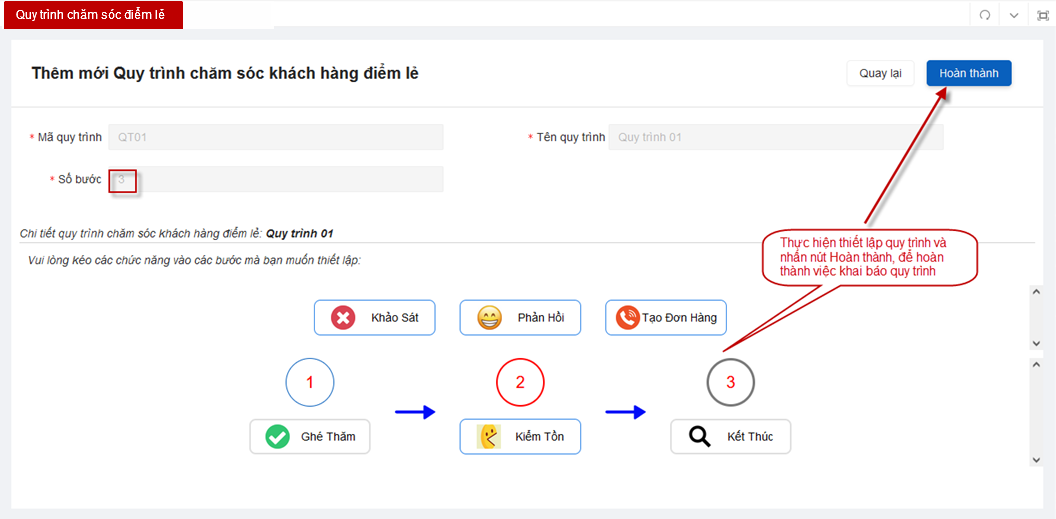 Quy trình chăm sóc điểm lẻ
Thêm mới Quy trình chăm sóc khách hàng điểm lẻ
Quay lại
Hoàn thành
* Mã quy trình
QT01
* Tên quy trình
Quy trình 01
* Số bước
3
Chi tiết quy trình chăm sóc khách hàng điểm lẻ: Quy trình 01
Vui lòng kéo các chức năng vào các bước mà bạn muốn thiết lập:
Thực hiện thiết lập quy trình và
nhấn nút Hoàn thành, để hoàn
thành việc khai báo quy trình
Khảo Sát
Phản Hồi
Tạo Đơn Hàng
1
2
3
Ghé Thăm
Kiểm Tồn
Kết Thúc